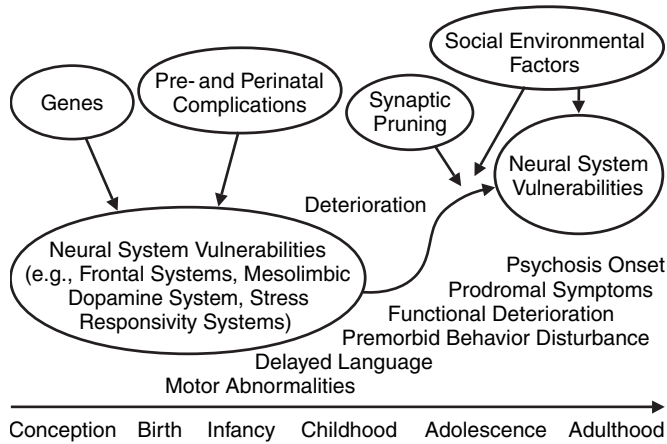 Social Environmental
Factors
Genes
Pre- and Perinatal
Complications
Synaptic
Pruning
Neural System
Vulnerabilities
Deterioration
Neural System Vulnerabilities
(e.g., Frontal Systems, Mesolimbic
Dopamine System, Stress
Responsivity Systems)
Psychosis Onset
Prodromal Symptoms
Functional Deterioration
Premorbid Behavior Disturbance
Delayed Language
Motor Abnormalities
Conception Birth Infancy Childhood Adolescence Adulthood